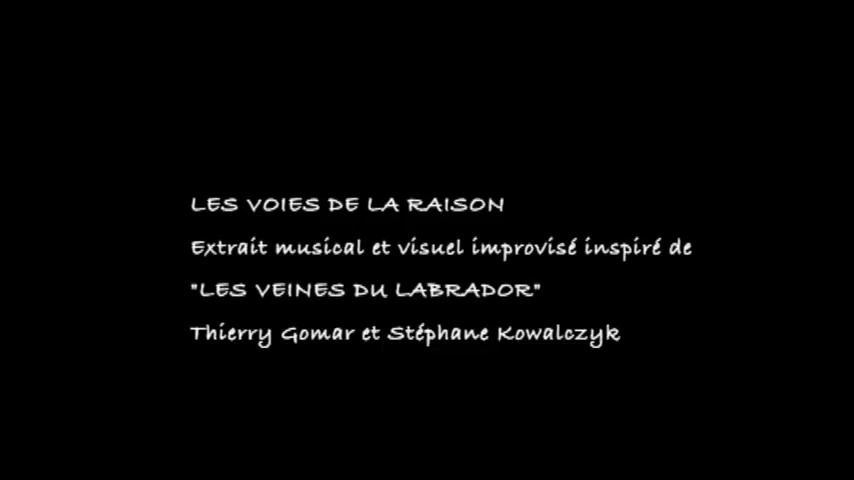 LES VOIES DE LA RAISON
Extrait musical et visuel improvisé inspiré de
"LES VEINES DU LABRADOR"
Thierry Gomar et Stéphane Kowalczyk